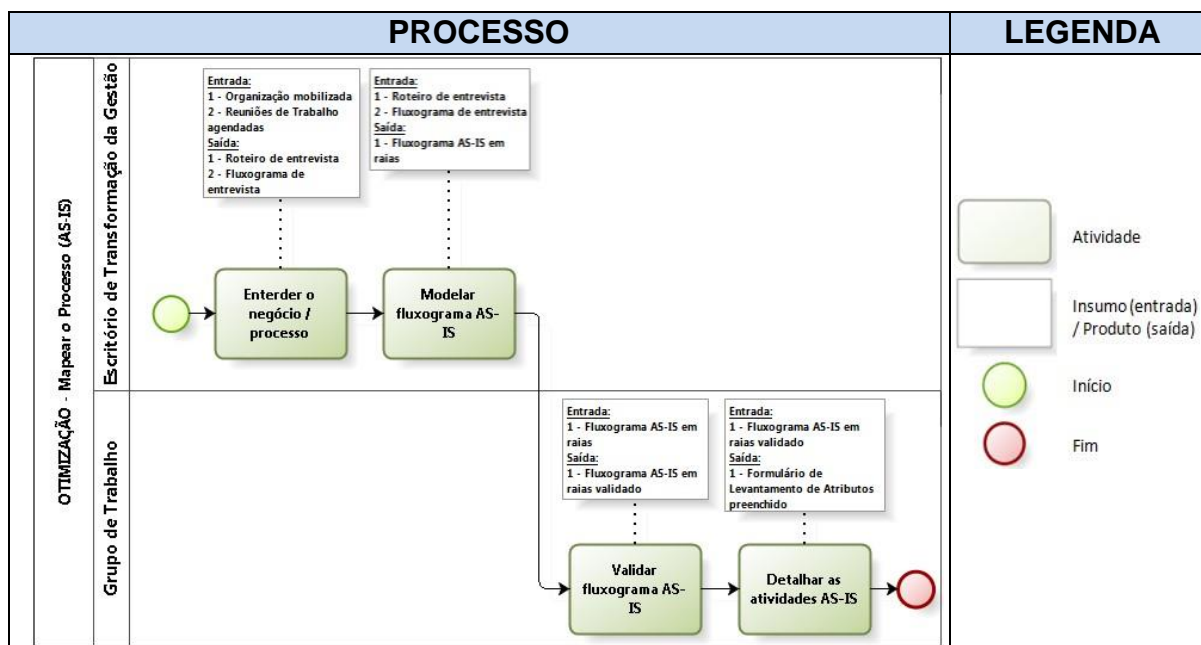 PROCESSO
LEGENDA
OTIMIZAÇÃO - Mapear o Processo (AS-IS)
Escritório de Transformação da Gestão
Entrada:
1 - Organização mobilizada
2 - Reuniões de Trabalho
agendadas
Saída:
1 - Roteiro de entrevista
2 - Fluxograma de
entrevista
Entrada:
1 - Roteiro de entrevista
2 - Fluxograma de entrevista
Saída:
1 - Fluxograma AS-IS em
raias
Enterder o
negócio /
processo
Modelar
fluxograma AS-
IS
Grupo de Trabalho
Entrada:
1 - Fluxograma AS-IS em
raias
Saída:
1 - Fluxograma AS-IS em
raias validado
Entrada:
1 - Fluxograma AS-IS em
raias validado
Saída:
1 - Formulário de
Levantamento de Atributos
preenchido
Validar
fluxograma AS-
IS
Detalhar as
atividades AS-IS
Atividade
Insumo (entrada)
/ Produto (saída)
Início
Fim